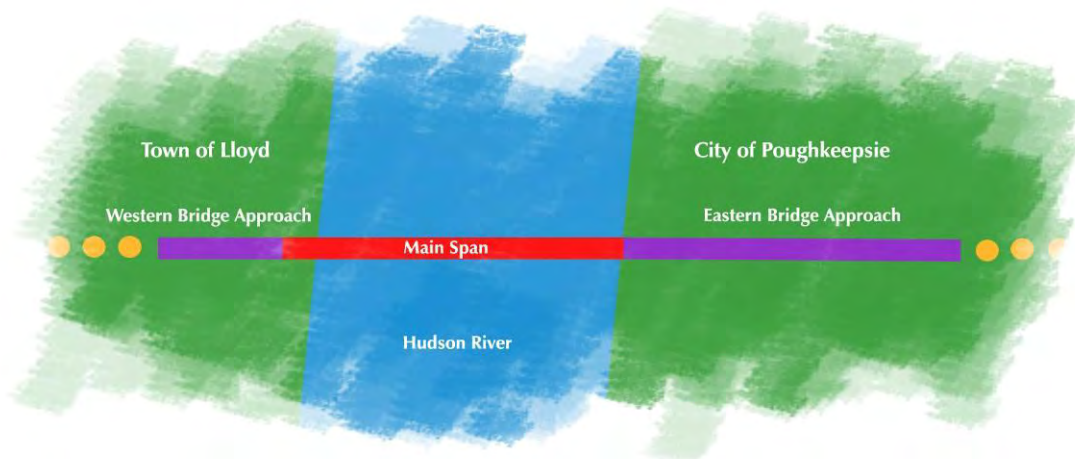 Town of Lloyd
City of Poughkeepsie
Western Bridge Approach
Eastern Bridge Approach
Main Span
Hudson River